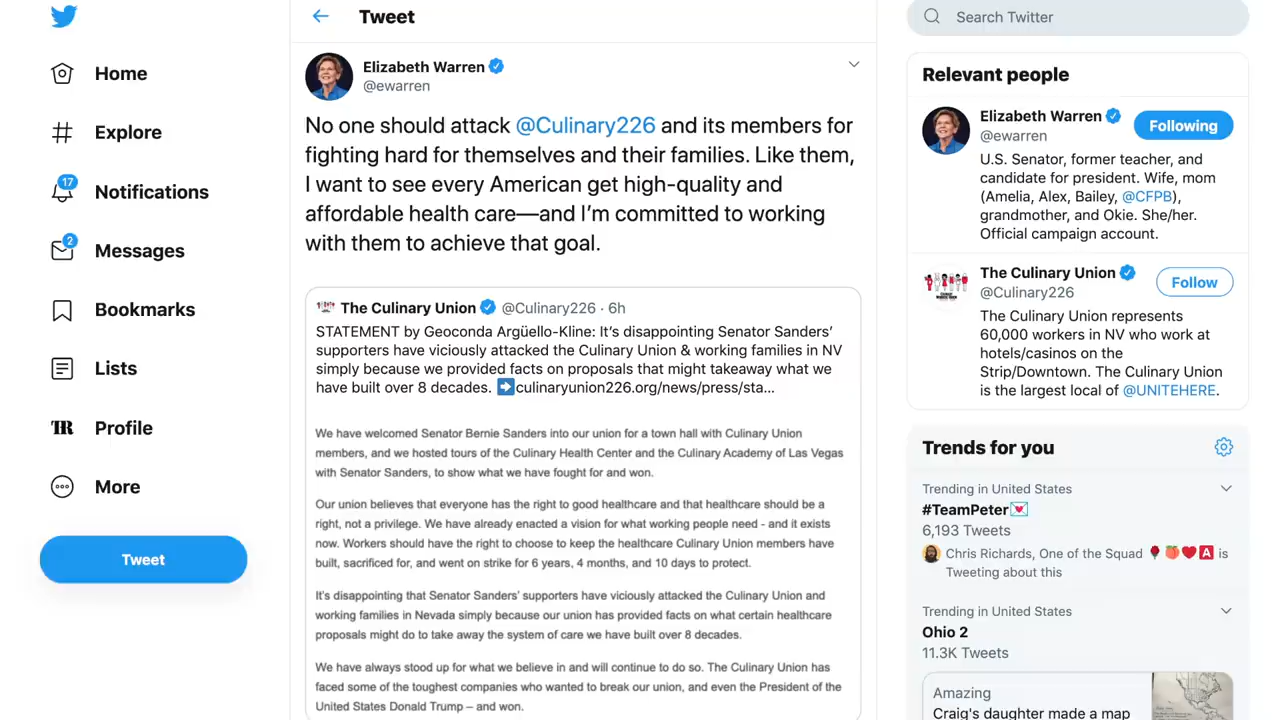 Tweet
Search Twitter
Home
Explore
17
Notifications
2
Messages
Bookmarks
Lists
TR
Profile
More
Tweet
Elizabeth Warren
@ewarren
No one should attack @Culinary226 and its members for
fighting hard for themselves and their families. Like them,
I want to see every American get high-quality and
affordable health care—and I'm committed to working
with them to achieve that goal.
The Culinary Union @Culinary226 · 6h
STATEMENT by Geoconda Argüello-Kline: It's disappointing Senator Sanders'
supporters have viciously attacked the Culinary Union & working families in NV
simply because we provided facts on proposals that might takeaway what we
have built over 8 decades. ➡culinaryunion226.org/news/press/sta...
We have welcomed Senator Bernie Sanders into our union for a town hall with Culinary Union
members, and we hosted tours of the Culinary Health Center and the Culinary Academy of Las Vegas
with Senator Sanders, to show what we have fought for and won.
Our union believes that everyone has the right to good healthcare and that healthcare should be a
right, not a privilege. We have already enacted a vision for what working people need - and it exists
now. Workers should have the right to choose to keep the healthcare Culinary Union members have
built, sacrificed for, and went on strike for 6 years, 4 months, and 10 days to protect.
It's disappointing that Senator Sanders' supporters have viciously attacked the Culinary Union and
working families in Nevada simply because our union has provided facts on what certain healthcare
proposals might do to take away the system of care we have built over 8 decades.
We have always stood up for what we believe in and will continue to do so. The Culinary Union has
faced some of the toughest companies who wanted to break our union, and even the President of the
United States Donald Trump – and won.
Relevant people
Elizabeth Warren
@ewarren
Following
U.S. Senator, former teacher, and
candidate for president. Wife, mom
(Amelia, Alex, Bailey, @CFPB),
grandmother, and Okie. She/her.
Official campaign account.
The Culinary Union
@Culinary226
Follow
The Culinary Union represents
60,000 workers in NV who work at
hotels/casinos on the
Strip/Downtown. The Culinary Union
is the largest local of @UNITEHERE.
Trends for you
Trending in United States
#TeamPeter💌
6,193 Tweets
Chris Richards, One of the Squad 🌹🍑❤️🅰 is
Tweeting about this
Trending in United States
Ohio 2
11.3K Tweets
Amazing
Craig's daughter made a map